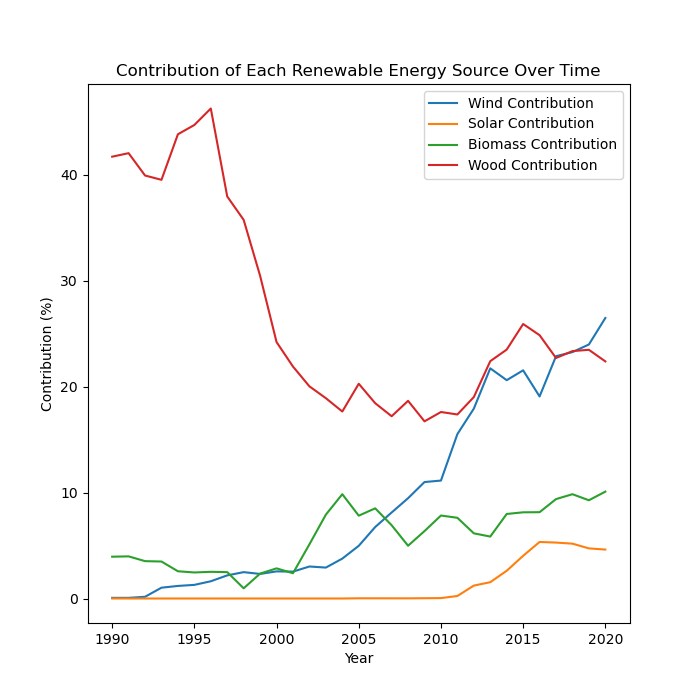 Contribution of Each Renewable Energy Source Over Time
Wind Contribution
Solar Contribution
Biomass Contribution
Wood Contribution
Contribution (%)
40
30
20
10
0
1990 1995 2000 2005 2010 2015 2020
Year